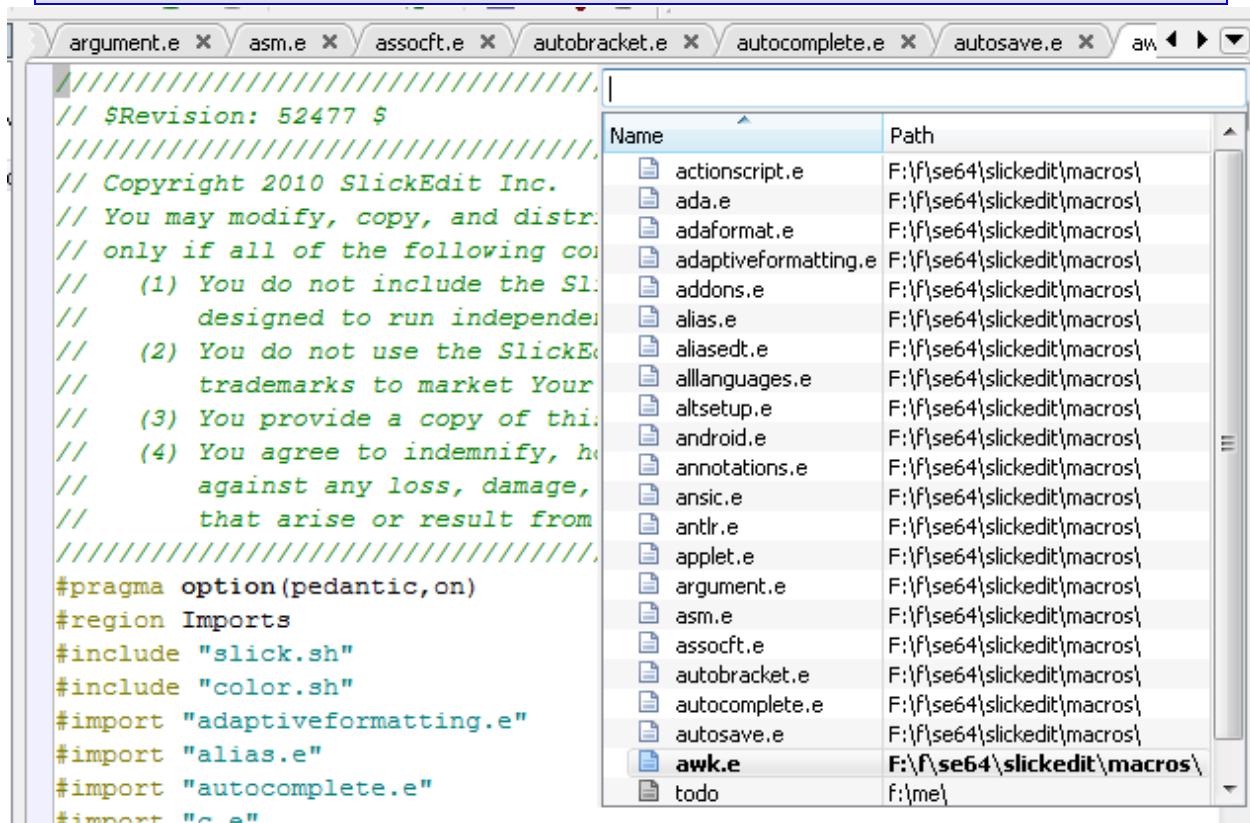 argument.e × asm.e × assocft.e × autobracket.e × autocomplete.e × autosave.e × aw
//////////////////////////////////
// $Revision: 52477 $
//////////////////////////////////
// Copyright 2010 SlickEdit Inc.
// You may modify, copy, and distr
// only if all of the following co
// (1) You do not include the Sl
// designed to run independe
// (2) You do not use the SlickE
// trademarks to market Your
// (3) You provide a copy of thi
// (4) You agree to indemnify, h
// against any loss, damage,
// that arise or result from
//////////////////////////////////
#pragma option(pedantic,on)
#region Imports
#include "slick.sh"
#include "color.sh"
#import "adaptiveformatting.e"
#import "alias.e"
#import "autocomplete.e"
#import "c.e"
Name Path
actionscript.e F:\f\se64\slickedit\macros\
ada.e F:\f\se64\slickedit\macros\
adaformat.e F:\f\se64\slickedit\macros\
adaptiveformatting.e F:\f\se64\slickedit\macros\
addons.e F:\f\se64\slickedit\macros\
alias.e F:\f\se64\slickedit\macros\
aliasedt.e F:\f\se64\slickedit\macros\
alllanguages.e F:\f\se64\slickedit\macros\
altsetup.e F:\f\se64\slickedit\macros\
android.e F:\f\se64\slickedit\macros\
annotations.e F:\f\se64\slickedit\macros\
ansic.e F:\f\se64\slickedit\macros\
antlr.e F:\f\se64\slickedit\macros\
applet.e F:\f\se64\slickedit\macros\
argument.e F:\f\se64\slickedit\macros\
asm.e F:\f\se64\slickedit\macros\
assocft.e F:\f\se64\slickedit\macros\
autobracket.e F:\f\se64\slickedit\macros\
autocomplete.e F:\f\se64\slickedit\macros\
autosave.e F:\f\se64\slickedit\macros\
awk.e F:\f\se64\slickedit\macros\
todo f:\me\